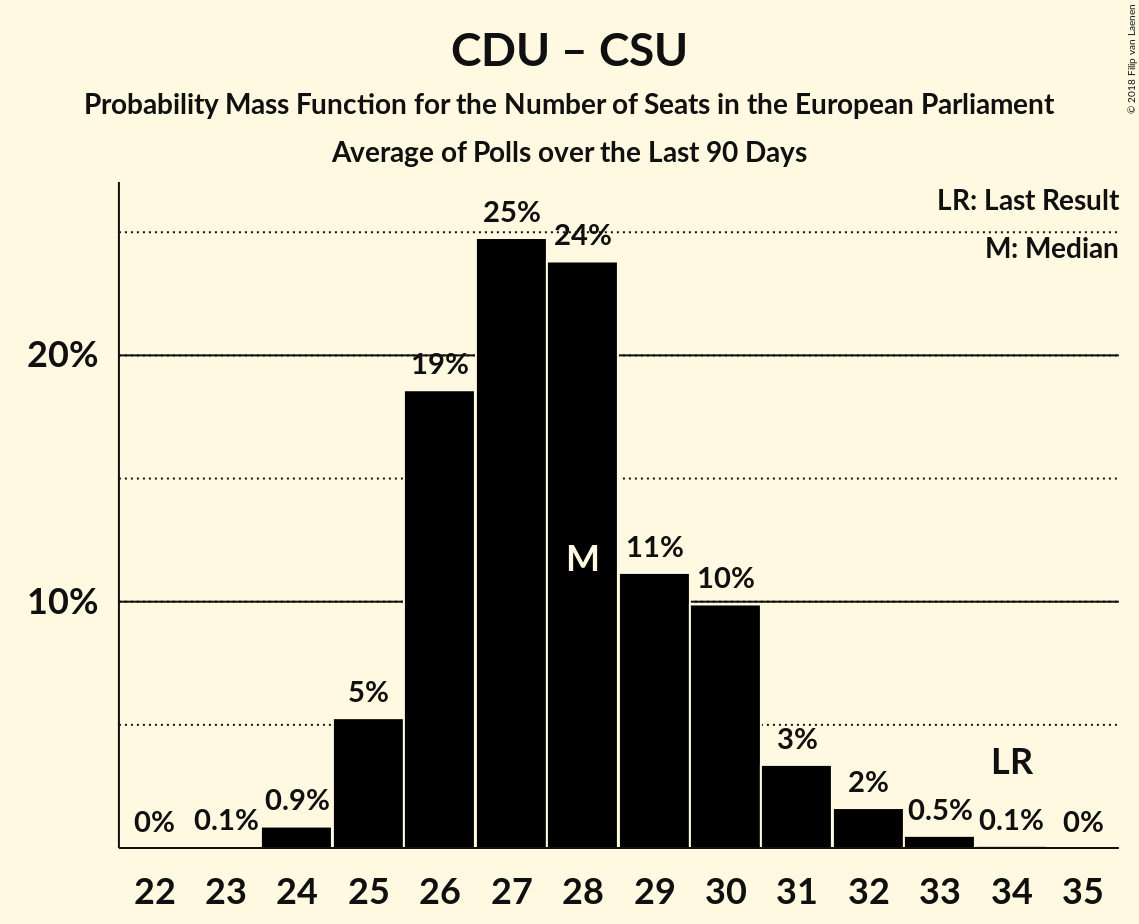 CDU – CSU
Probability Mass Function for the Number of Seats in the European Parliament
Average of Polls over the Last 90 Days
© 2018 Filip van Laenen
LR: Last Result
M: Median
20%
10%
0%
0.1%
0.9%
5%
19%
25%
24%
M
11%
10%
3%
2%
0.5%
LR
0.1%
0%
22 23 24 25 26 27 28 29 30 31 32 33 34 35